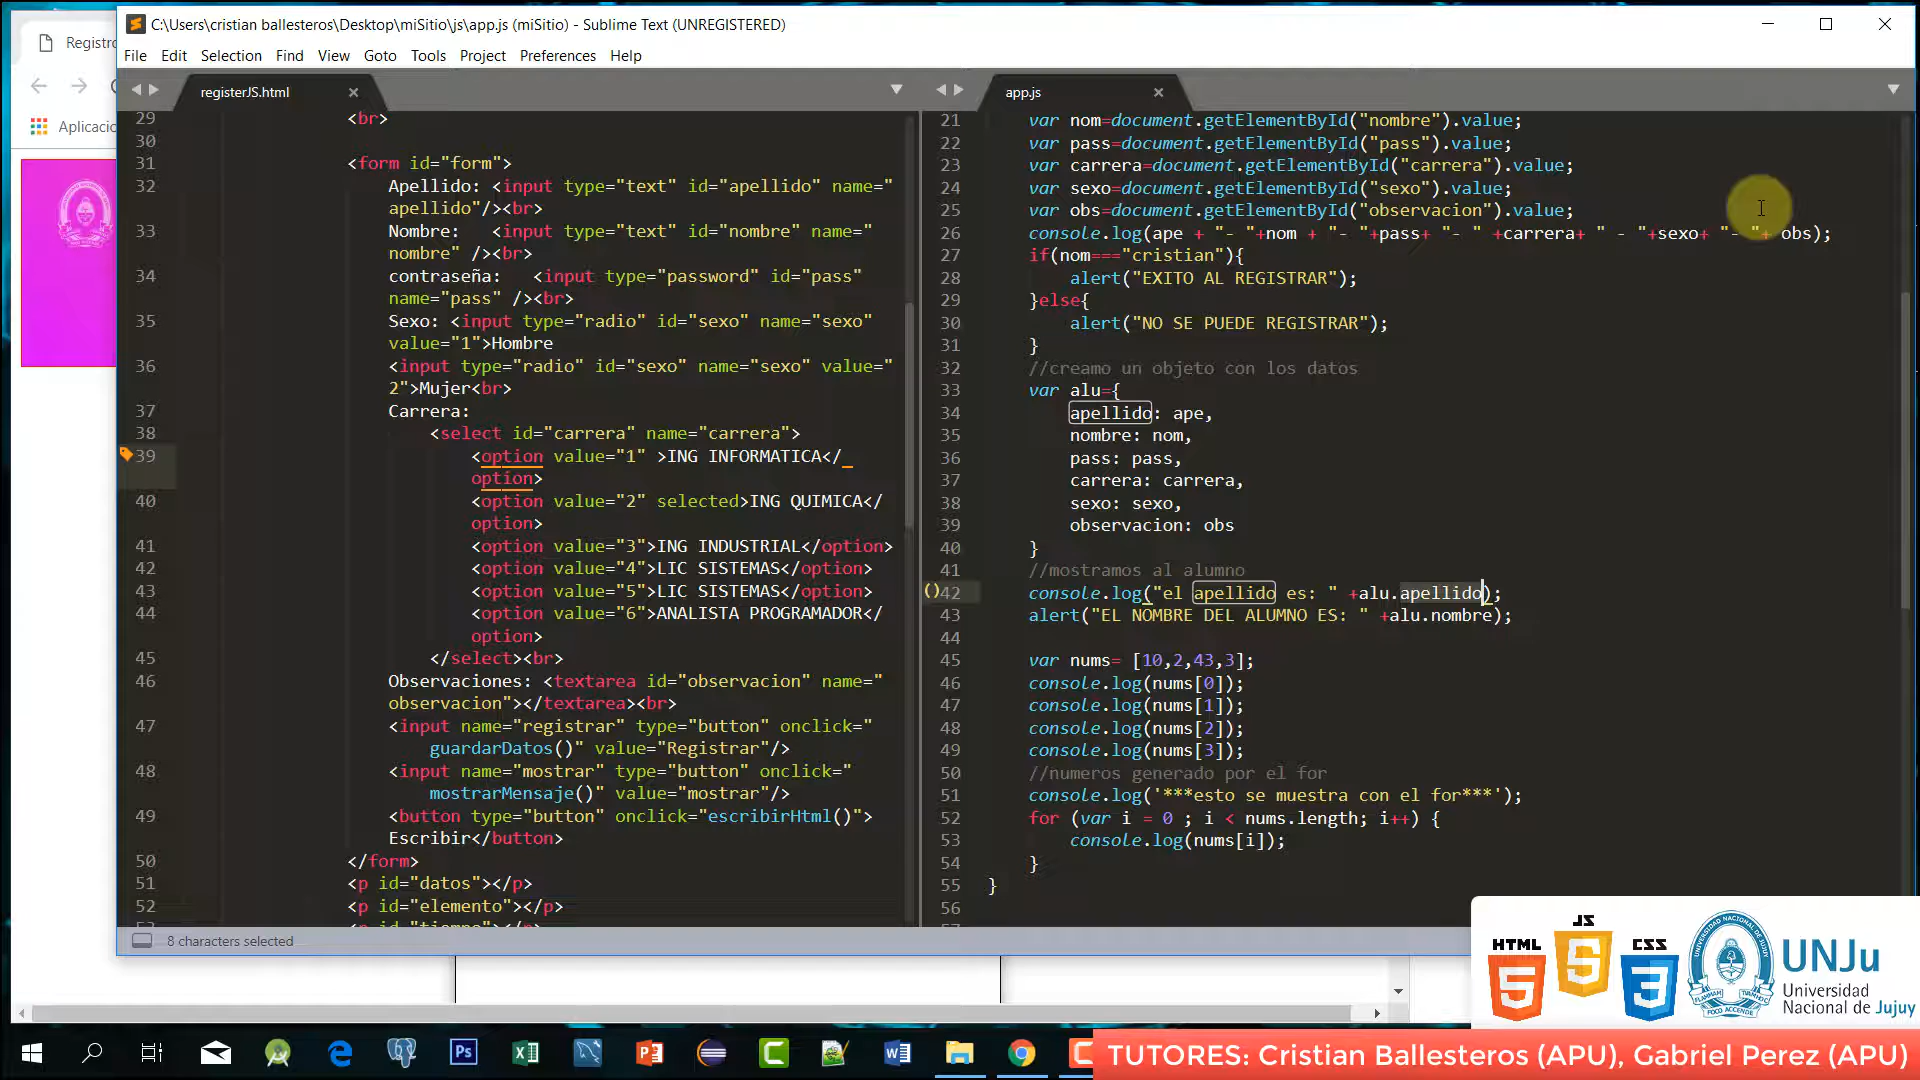 C:\Users\cristian ballesteros\Desktop\miSitio\js\app.js (miSitio) - Sublime Text (UNREGISTERED)
Registro
File Edit Selection Find View Goto Tools Project Preferences Help
Aplicacio
registerJS.html
29 <br>
30
31 <form id="form">
32 Apellido: <input type="text" id="apellido" name="
apellido"/><br>
33 Nombre: <input type="text" id="nombre" name="
nombre" /><br>
34 contraseña: <input type="password" id="pass"
name="pass" /><br>
35 Sexo: <input type="radio" id="sexo" name="sexo"
value="1">Hombre
36 <input type="radio" id="sexo" name="sexo" value="
2">Mujer<br>
37 Carrera:
38 <select id="carrera" name="carrera">
39 <option value="1" >ING INFORMATICA</
option>
40 <option value="2" selected>ING QUIMICA</
option>
41 <option value="3">ING INDUSTRIAL</option>
42 <option value="4">LIC SISTEMAS</option>
43 <option value="5">LIC SISTEMAS</option>
44 <option value="6">ANALISTA PROGRAMADOR</
option>
45 </select><br>
46 Observaciones: <textarea id="observacion" name="
observacion"></textarea><br>
47 <input name="registrar" type="button" onclick="
guardarDatos()" value="Registrar"/>
48 <input name="mostrar" type="button" onclick="
mostrarMensaje()" value="mostrar"/>
49 <button type="button" onclick="escribirHtml()">
Escribir</button>
50 </form>
51 <p id="datos"></p>
52 <p id="elemento"></p>
53 <p id="tiempo"></p>
app.js
21 var nom=document.getElementById("nombre").value;
22 var pass=document.getElementById("pass").value;
23 var carrera=document.getElementById("carrera").value;
24 var sexo=document.getElementById("sexo").value;
25 var obs=document.getElementById("observacion").value;
26 console.log(ape + "- "+nom + "- "+pass+ "- " +carrera+ " - "+sexo+ "- "+ obs);
27 if(nom==="cristian"){
28 alert("EXITO AL REGISTRAR");
29 }else{
30 alert("NO SE PUEDE REGISTRAR");
31 }
32 //creamo un objeto con los datos
33 var alu={
34 apellido: ape,
35 nombre: nom,
36 pass: pass,
37 carrera: carrera,
38 sexo: sexo,
39 observacion: obs
40 }
41 //mostramos al alumno
42 console.log("el apellido es: " +alu.apellido);
43 alert("EL NOMBRE DEL ALUMNO ES: " +alu.nombre);
44
45 var nums= [10,2,43,3];
46 console.log(nums[0]);
47 console.log(nums[1]);
48 console.log(nums[2]);
49 console.log(nums[3]);
50 //numeros generado por el for
51 console.log('***esto se muestra con el for***');
52 for (var i = 0 ; i < nums.length; i++) {
53 console.log(nums[i]);
54 }
55 }
56
57
8 characters selected
HTML JS CSS
5 5 3
UNJu
Universidad
Nacional
de Jujuy
TUTORES: Cristian Ballesteros (APU), Gabriel Perez (APU)